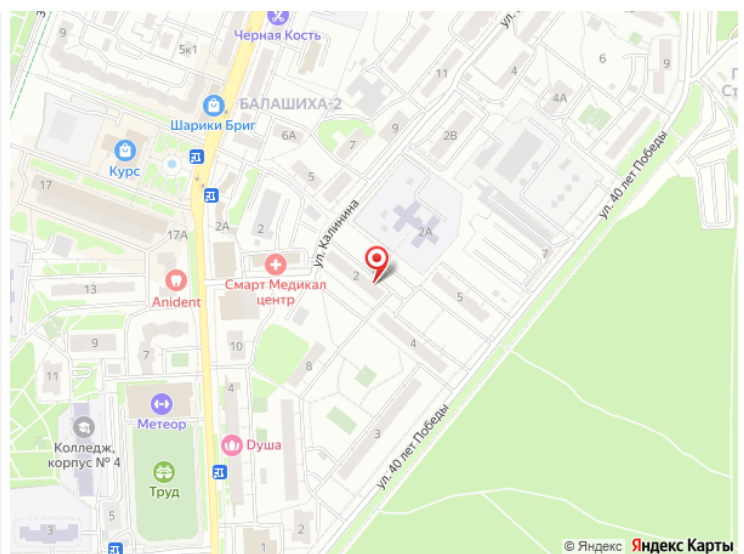 9
5к1
Черная Кость
ул.
11
4
6
9
П
Ст
4А
БАЛАШИХА-2
Шарики Бриг
6А
9
2В
7
Курс
5
ул. Калинина
17
2А
2
17А
2А
7
ул. 40 лет Победы
Смарт Медикал
центр
2
5
Anident
13
9
7
10
4
11
8
4
Метеор
Колледж,
корпус № 4
Dуша
3
ул. 40 лет Победы
Труд
5
3
2
1
© Яндекс Яндекс Карты